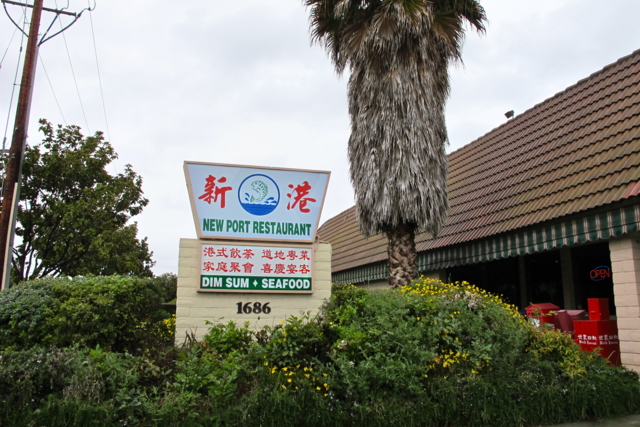 新 港
NEW PORT RESTAURANT
港式飲茶 道地粤菜
家庭聚會 喜慶宴客
DIM SUM ♦ SEAFOOD
1686
OPEN